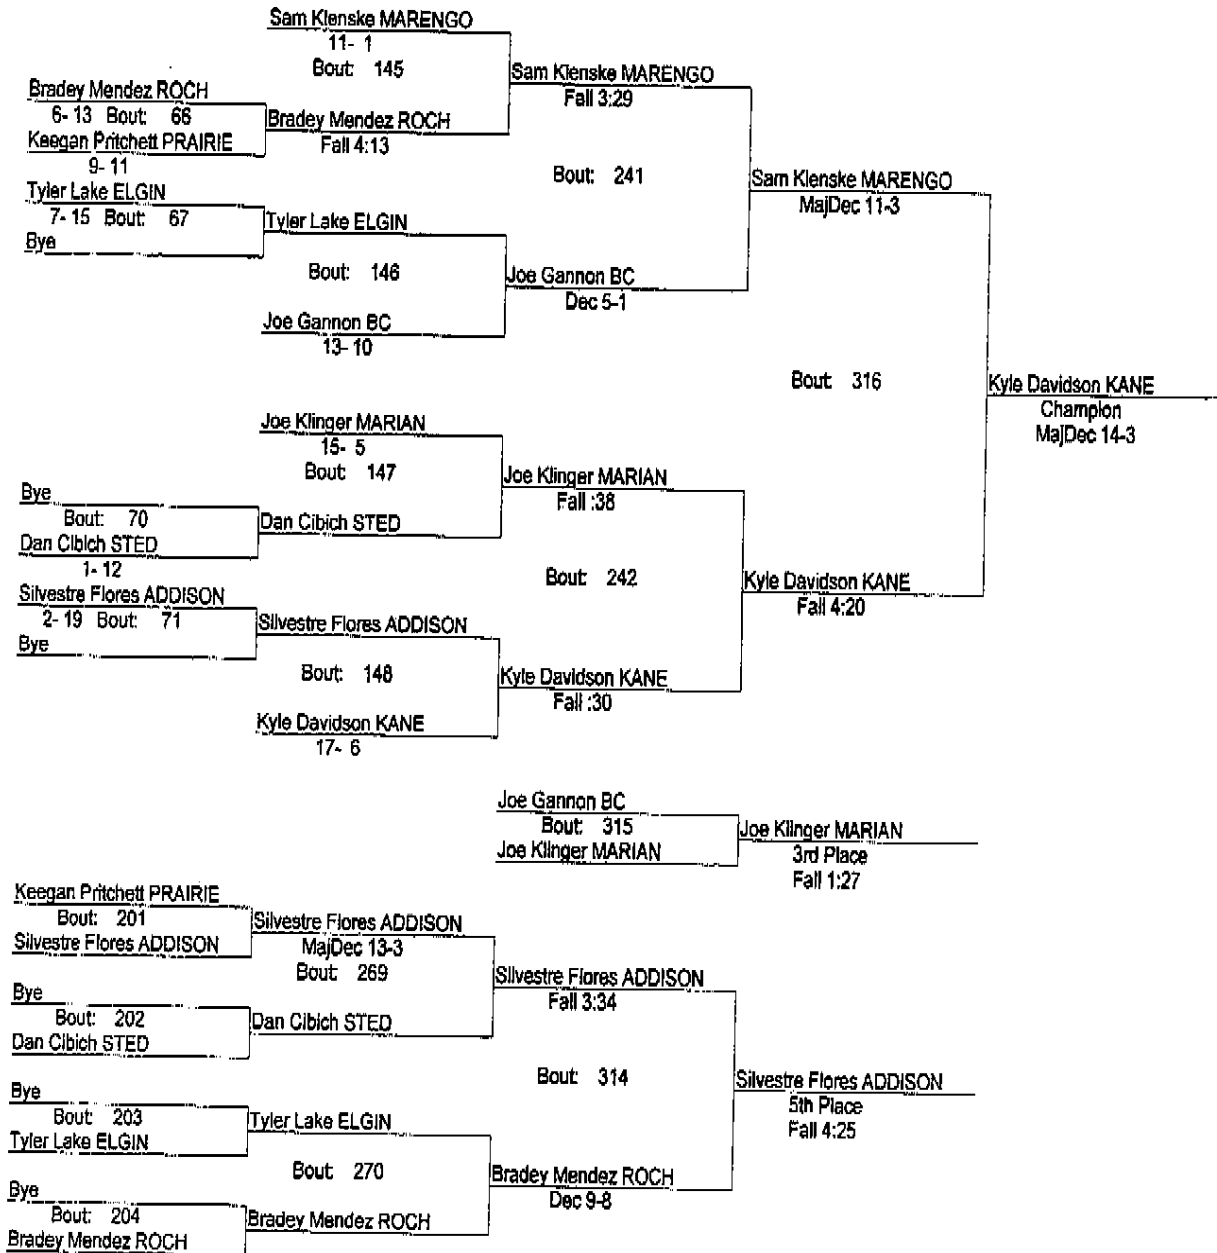 Sam Klenske MARENGO
11- 1
Bout: 145
Sam Klenske MARENGO
Fall 3:29
Bradey Mendez ROCH
6- 13 Bout: 66
Bradey Mendez ROCH
Fall 4:13
Keegan Pritchett PRAIRIE
9- 11
Bout: 241
Sam Klenske MARENGO
MajDec 11-3
Tyler Lake ELGIN
7- 15 Bout: 67
Tyler Lake ELGIN
Bye
Bout: 146
Joe Gannon BC
Dec 5-1
Joe Gannon BC
13- 10
Bout: 316
Kyle Davidson KANE
Champion
MajDec 14-3
Joe Klinger MARIAN
15- 5
Bout: 147
Joe Klinger MARIAN
Fall :38
Bye
Bout: 70
Dan Cibich STED
Dan Cibich STED
1- 12
Bout: 242
Kyle Davidson KANE
Fall 4:20
Silvestre Flores ADDISON
2- 19 Bout: 71
Silvestre Flores ADDISON
Bye
Bout: 148
Kyle Davidson KANE
Fall :30
Kyle Davidson KANE
17- 6
Joe Gannon BC
Bout: 315
Joe Klinger MARIAN
Joe Klinger MARIAN
3rd Place
Fall 1:27
Keegan Pritchett PRAIRIE
Bout: 201
Silvestre Flores ADDISON
Silvestre Flores ADDISON
MajDec 13-3
Bout: 269
Silvestre Flores ADDISON
Fall 3:34
Bye
Bout: 202
Dan Cibich STED
Dan Cibich STED
Bout: 314
Silvestre Flores ADDISON
5th Place
Fall 4:25
Bye
Bout: 203
Tyler Lake ELGIN
Tyler Lake ELGIN
Bout: 270
Bradey Mendez ROCH
Dec 9-8
Bye
Bout: 204
Bradey Mendez ROCH
Bradey Mendez ROCH